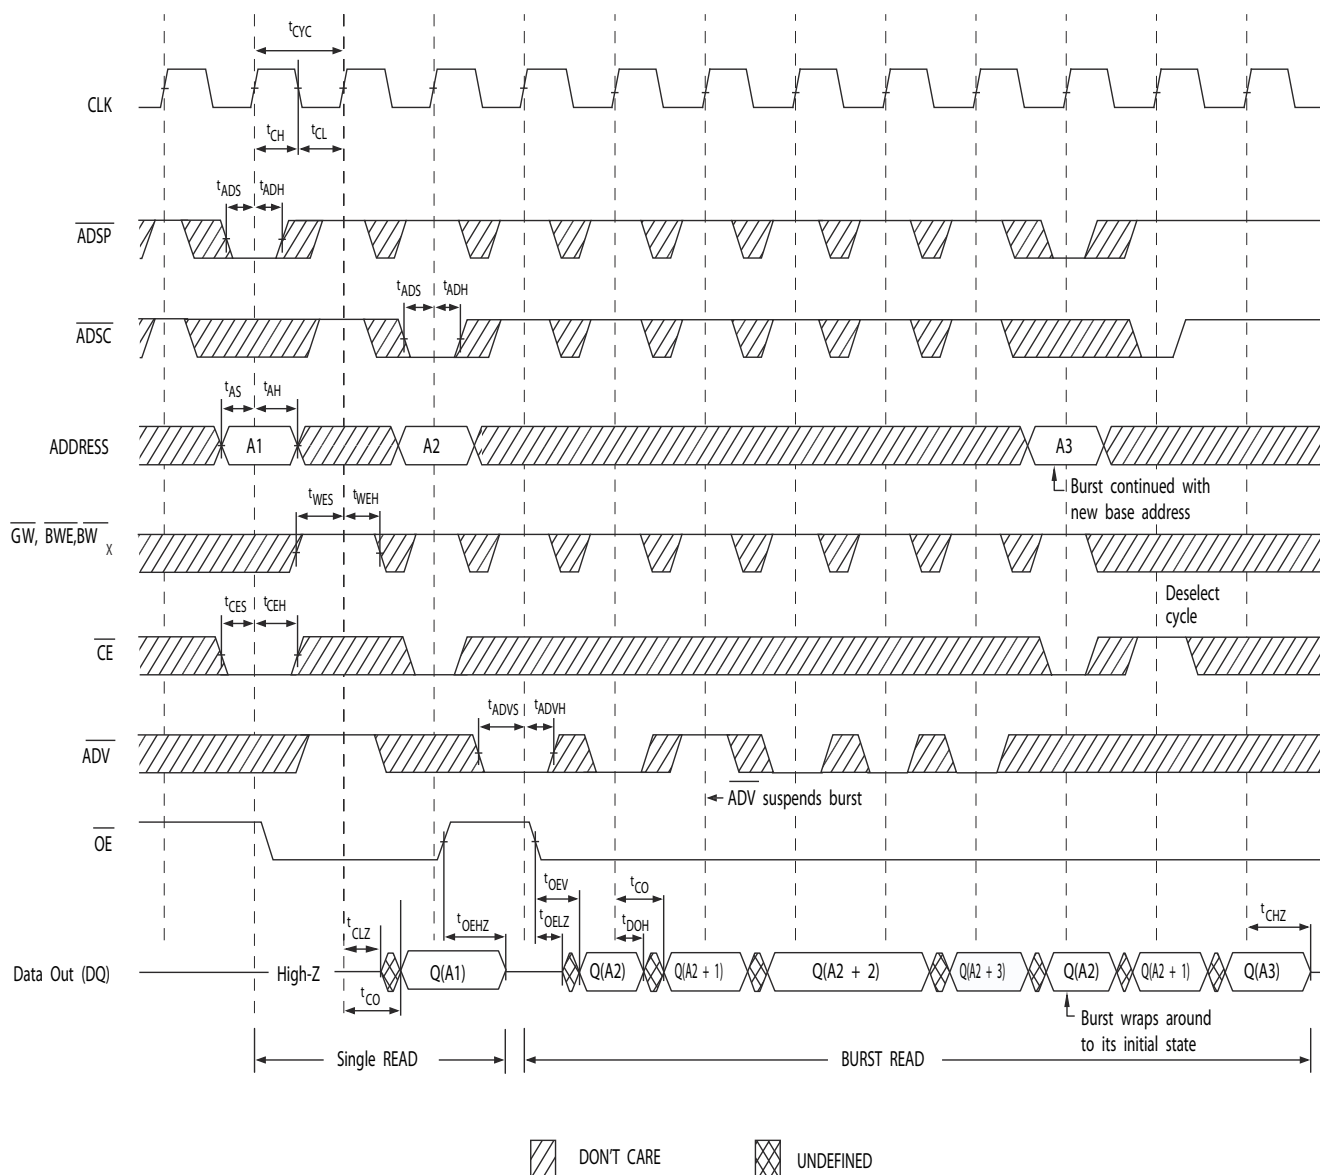 tCYC
CLK
tCH
tCL
tADS
tADH
ADSP
tADS
tADH
ADSC
tAS
tAH
ADDRESS
A1
A2
A3
Burst continued with
new base address
tWES
tWEH
GW, BWE,BW X
Deselect
cycle
tCES
tCEH
CE
tADVS
tADVH
ADV
ADV suspends burst
OE
tOEV
tCO
tCLZ
tOEHZ
tOELZ
tDOH
tCHZ
Data Out (DQ)
High-Z
Q(A1)
Q(A2)
Q(A2 + 1)
Q(A2 + 2)
Q(A2 + 3)
Q(A2)
Q(A2 + 1)
Q(A3)
tCO
Burst wraps around
to its initial state
Single READ
BURST READ
DON'T CARE
UNDEFINED